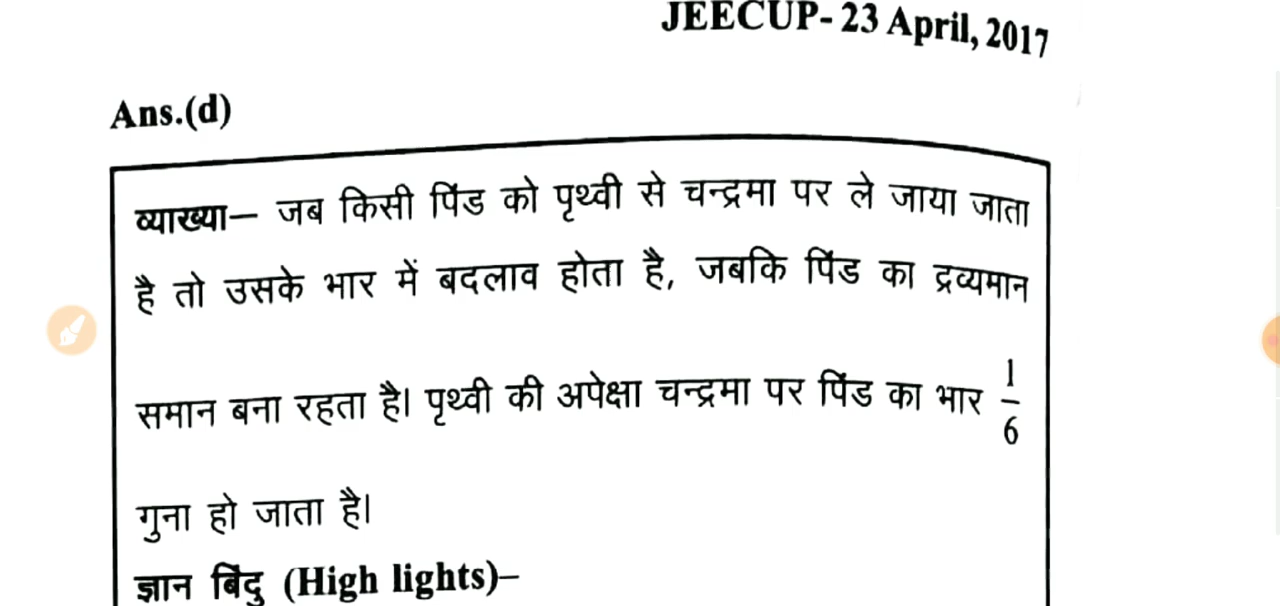 JEECUP- 23 April, 2017
Ans.(d)
व्याख्या– जब किसी पिंड को पृथ्वी से चन्द्रमा पर ले जाया जाता
है तो उसके भार में बदलाव होता है, जबकि पिंड का द्रव्यमान
समान बना रहता है। पृथ्वी की अपेक्षा चन्द्रमा पर पिंड का भार 1/6
गुना हो जाता है।
ज्ञान बिंदु (High lights)–